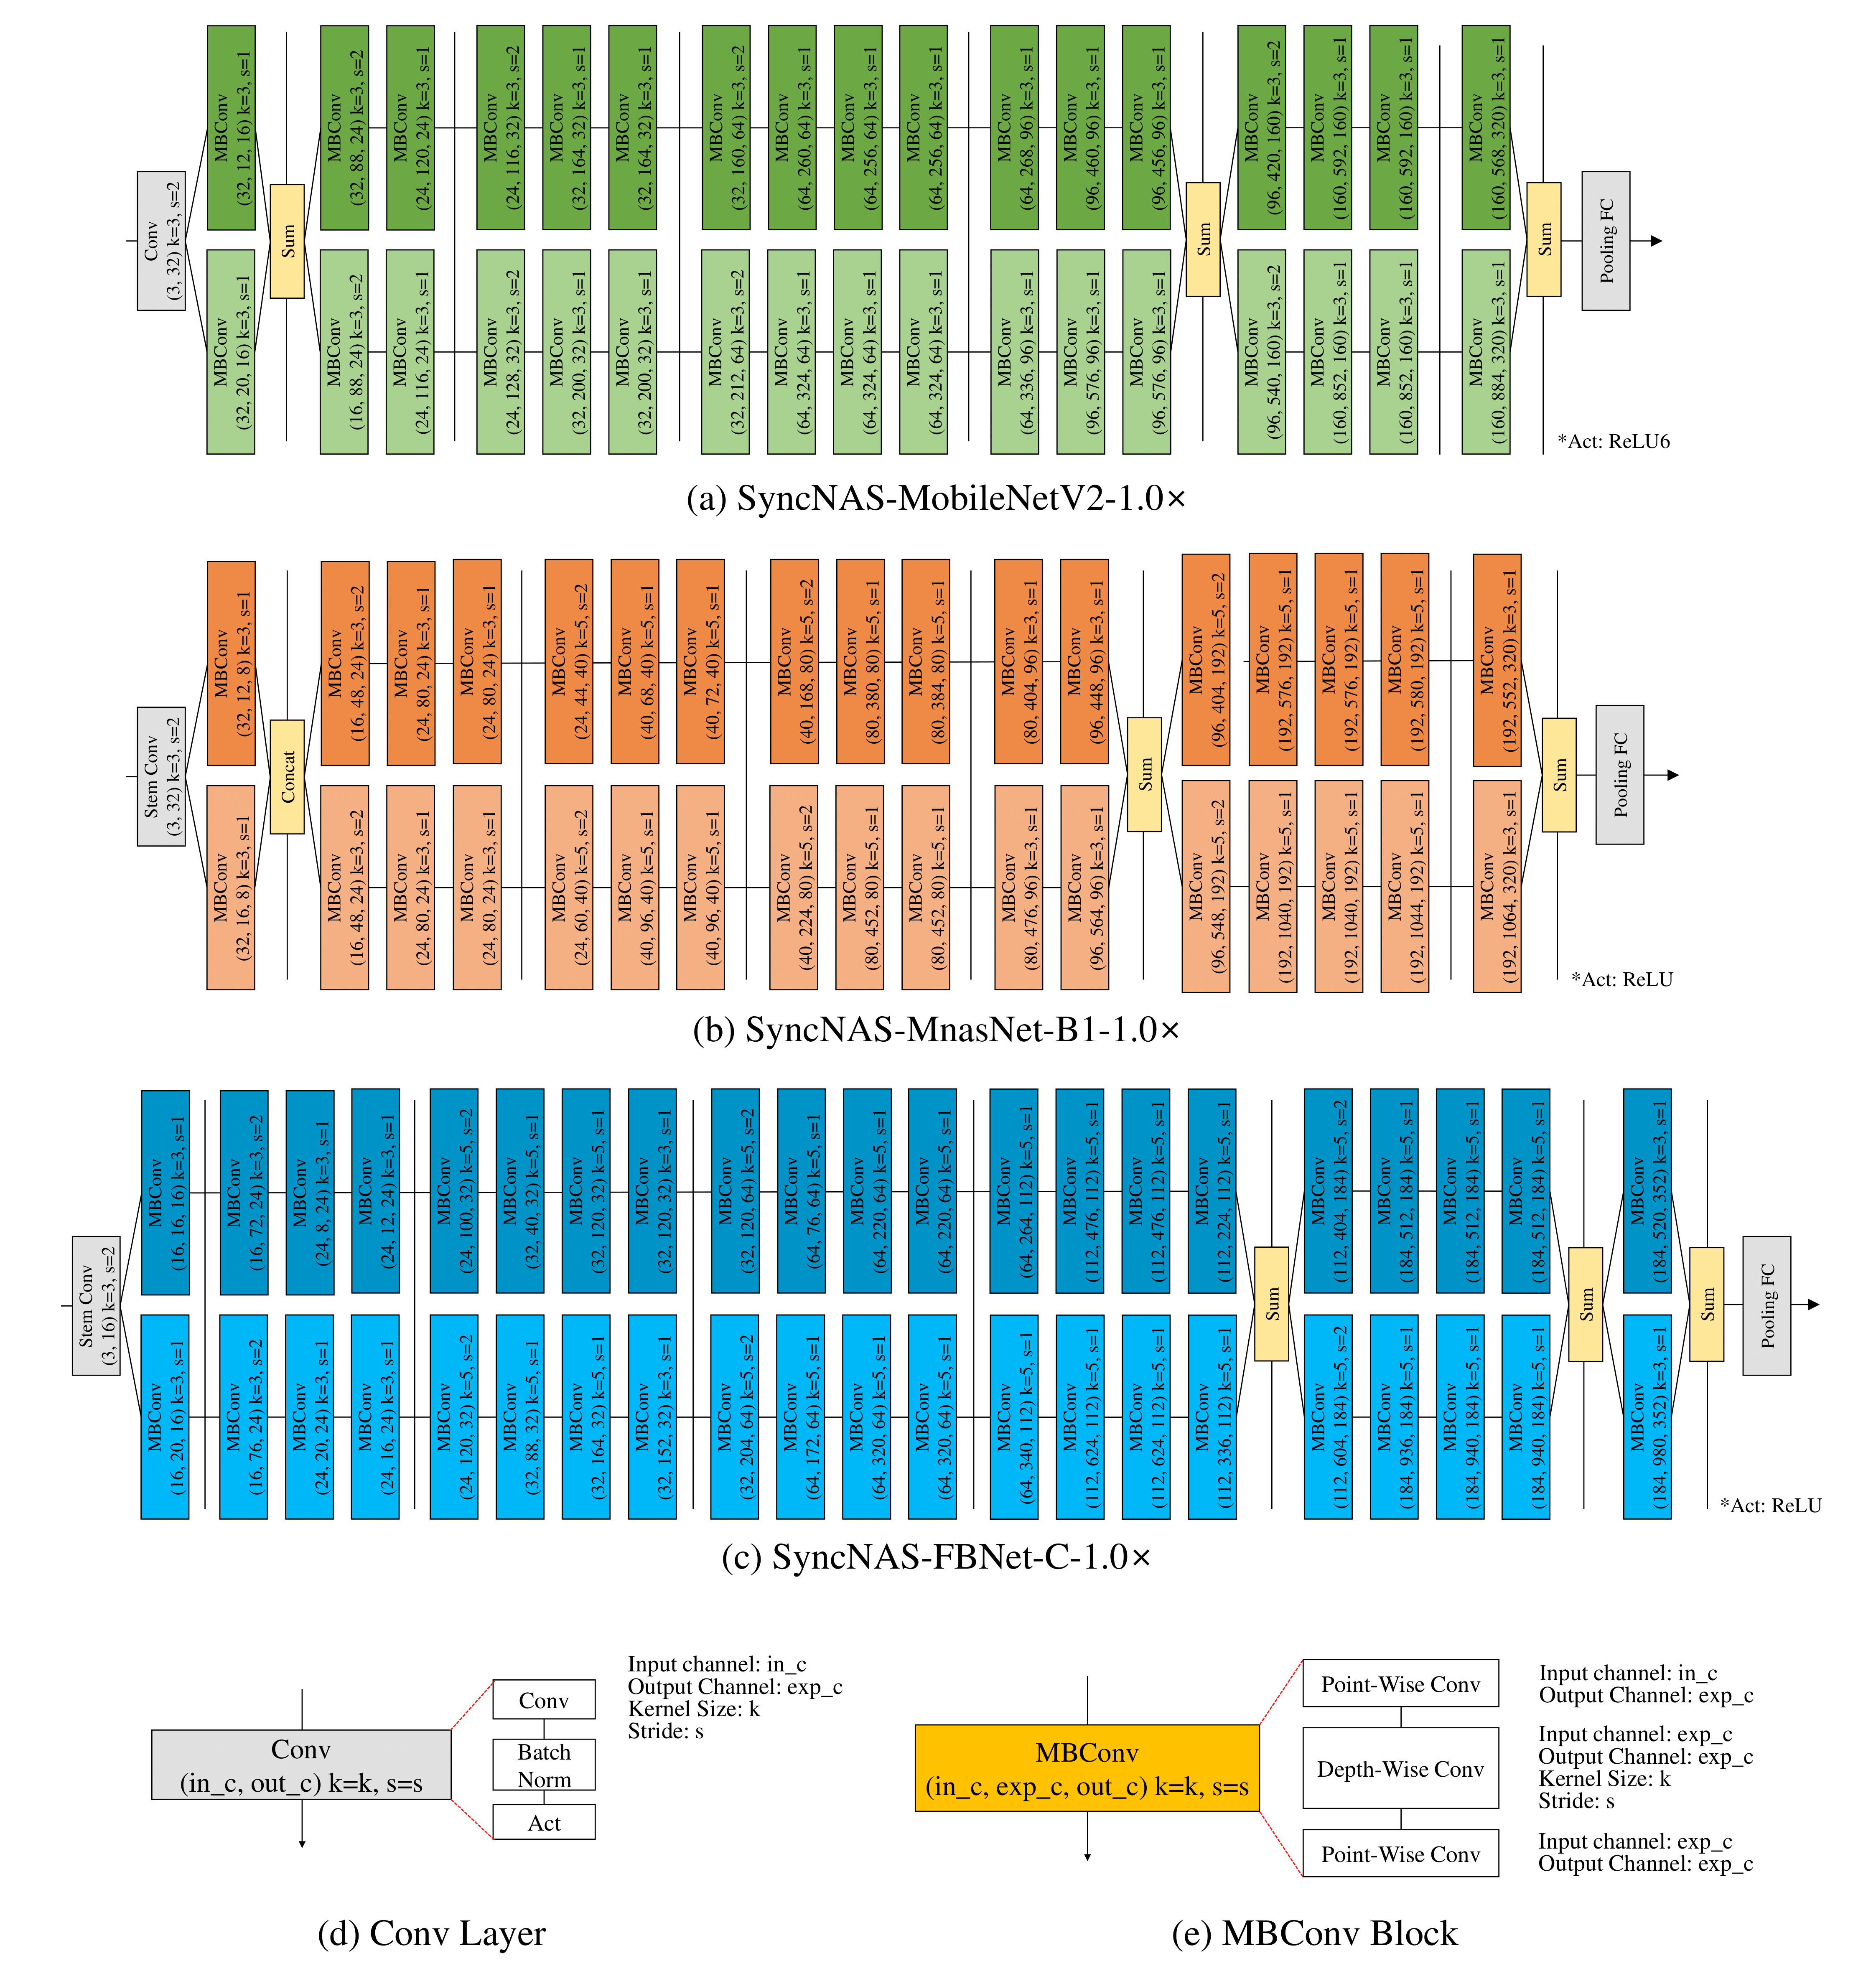 Conv
(3, 32) k=3, s=2
MBConv
(32, 12, 16) k=3, s=1
MBConv
(32, 20, 16) k=3, s=1
Sum
MBConv
(32, 88, 24) k=3, s=2
MBConv
(24, 120, 24) k=3, s=1
MBConv
(24, 116, 32) k=3, s=2
MBConv
(32, 164, 32) k=3, s=1
MBConv
(32, 164, 32) k=3, s=1
MBConv
(32, 160, 64) k=3, s=2
MBConv
(64, 260, 64) k=3, s=1
MBConv
(64, 256, 64) k=3, s=1
MBConv
(64, 256, 64) k=3, s=1
MBConv
(64, 268, 96) k=3, s=1
MBConv
(96, 460, 96) k=3, s=1
MBConv
(96, 456, 96) k=3, s=1
MBConv
(16, 88, 24) k=3, s=2
MBConv
(24, 116, 24) k=3, s=1
MBConv
(24, 128, 32) k=3, s=2
MBConv
(32, 200, 32) k=3, s=1
MBConv
(32, 200, 32) k=3, s=1
MBConv
(32, 212, 64) k=3, s=2
MBConv
(64, 324, 64) k=3, s=1
MBConv
(64, 324, 64) k=3, s=1
MBConv
(64, 324, 64) k=3, s=1
MBConv
(64, 336, 96) k=3, s=1
MBConv
(96, 576, 96) k=3, s=1
MBConv
(96, 576, 96) k=3, s=1
Sum
MBConv
(96, 420, 160) k=3, s=2
MBConv
(160, 592, 160) k=3, s=1
MBConv
(160, 592, 160) k=3, s=1
MBConv
(160, 568, 320) k=3, s=1
MBConv
(96, 540, 160) k=3, s=2
MBConv
(160, 852, 160) k=3, s=1
MBConv
(160, 852, 160) k=3, s=1
MBConv
(160, 884, 320) k=3, s=1
Sum
Pooling FC
*Act: ReLU6
(a) SyncNAS-MobileNetV2-1.0×
Stem Conv
(3, 32) k=3, s=2
MBConv
(32, 12, 8) k=3, s=1
MBConv
(32, 16, 8) k=3, s=1
Concat
MBConv
(16, 48, 24) k=3, s=2
MBConv
(24, 80, 24) k=3, s=1
MBConv
(24, 80, 24) k=3, s=1
MBConv
(24, 44, 40) k=5, s=2
MBConv
(40, 68, 40) k=5, s=1
MBConv
(40, 72, 40) k=5, s=1
MBConv
(40, 168, 80) k=5, s=2
MBConv
(80, 380, 80) k=5, s=1
MBConv
(80, 384, 80) k=5, s=1
MBConv
(80, 404, 96) k=3, s=1
MBConv
(96, 448, 96) k=3, s=1
MBConv
(16, 48, 24) k=3, s=2
MBConv
(24, 80, 24) k=3, s=1
MBConv
(24, 80, 24) k=3, s=1
MBConv
(24, 60, 40) k=5, s=2
MBConv
(40, 96, 40) k=5, s=1
MBConv
(40, 96, 40) k=5, s=1
MBConv
(40, 224, 80) k=5, s=2
MBConv
(80, 452, 80) k=5, s=1
MBConv
(80, 452, 80) k=5, s=1
MBConv
(80, 476, 96) k=3, s=1
MBConv
(96, 564, 96) k=3, s=1
Sum
MBConv
(96, 404, 192) k=5, s=2
MBConv
(192, 576, 192) k=5, s=1
MBConv
(192, 576, 192) k=5, s=1
MBConv
(192, 580, 192) k=5, s=1
MBConv
(192, 552, 320) k=3, s=1
MBConv
(96, 548, 192) k=5, s=2
MBConv
(192, 1040, 192) k=5, s=1
MBConv
(192, 1040, 192) k=5, s=1
MBConv
(192, 1044, 192) k=5, s=1
MBConv
(192, 1064, 320) k=3, s=1
Sum
Pooling FC
*Act: ReLU
(b) SyncNAS-MnasNet-B1-1.0×
Stem Conv
(3, 16) k=3, s=2
MBConv
(16, 16, 16) k=3, s=1
MBConv
(16, 72, 24) k=3, s=2
MBConv
(24, 8, 24) k=3, s=1
MBConv
(24, 12, 24) k=3, s=1
MBConv
(24, 100, 32) k=5, s=2
MBConv
(32, 40, 32) k=5, s=1
MBConv
(32, 120, 32) k=5, s=1
MBConv
(32, 120, 32) k=5, s=1
MBConv
(32, 120, 64) k=5, s=2
MBConv
(64, 76, 64) k=5, s=1
MBConv
(64, 220, 64) k=5, s=1
MBConv
(64, 220, 64) k=5, s=1
MBConv
(64, 264, 112) k=5, s=1
MBConv
(112, 476, 112) k=5, s=1
MBConv
(112, 476, 112) k=5, s=1
MBConv
(112, 224, 112) k=5, s=1
MBConv
(16, 20, 16) k=3, s=1
MBConv
(16, 76, 24) k=3, s=2
MBConv
(24, 20, 24) k=3, s=1
MBConv
(24, 16, 24) k=3, s=1
MBConv
(24, 120, 32) k=5, s=2
MBConv
(32, 88, 32) k=5, s=1
MBConv
(32, 164, 32) k=5, s=1
MBConv
(32, 152, 32) k=5, s=1
MBConv
(32, 204, 64) k=5, s=2
MBConv
(64, 172, 64) k=5, s=1
MBConv
(64, 320, 64) k=5, s=1
MBConv
(64, 320, 64) k=5, s=1
MBConv
(64, 340, 112) k=5, s=1
MBConv
(112, 624, 112) k=5, s=1
MBConv
(112, 624, 112) k=5, s=1
MBConv
(112, 336, 112) k=5, s=1
Sum
MBConv
(112, 404, 184) k=5, s=2
MBConv
(184, 512, 184) k=5, s=1
MBConv
(184, 512, 184) k=5, s=1
MBConv
(184, 512, 184) k=5, s=1
MBConv
(112, 604, 184) k=5, s=2
MBConv
(184, 936, 184) k=5, s=1
MBConv
(184, 940, 184) k=5, s=1
MBConv
(184, 940, 184) k=5, s=1
Sum
MBConv
(184, 520, 352) k=3, s=1
MBConv
(184, 980, 352) k=3, s=1
Sum
Pooling FC
*Act: ReLU
(c) SyncNAS-FBNet-C-1.0×
Conv
(in_c, out_c) k=k, s=s
Conv
Batch
Norm
Act
Input channel: in_c
Output Channel: exp_c
Kernel Size: k
Stride: s
(d) Conv Layer
MBConv
(in_c, exp_c, out_c) k=k, s=s
Point-Wise Conv
Depth-Wise Conv
Point-Wise Conv
Input channel: in_c
Output Channel: exp_c
Input channel: exp_c
Output Channel: exp_c
Kernel Size: k
Stride: s
Input channel: exp_c
Output Channel: exp_c
(e) MBConv Block